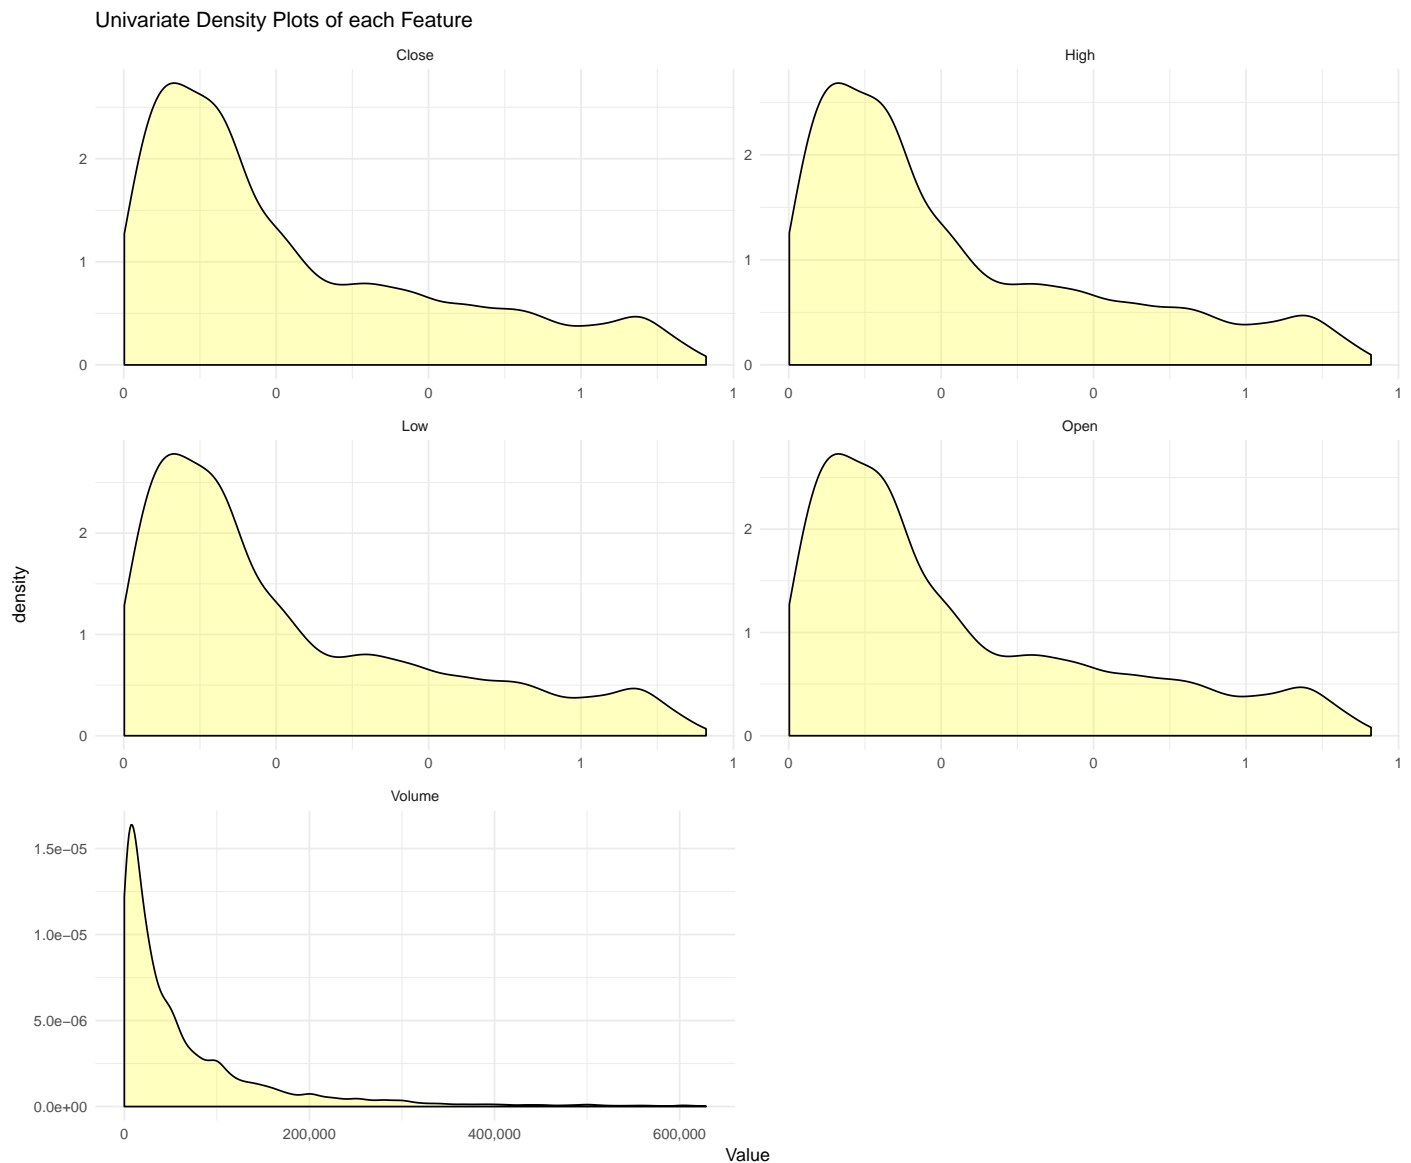 Univariate Density Plots of each Feature
Close
High
2
1
0
2
1
0
0 0 0 1 1
0 0 0 1 1
Low
Open
2
1
0
2
1
0
0 0 0 1 1
0 0 0 1 1
density
Volume
1.5e−05
1.0e−05
5.0e−06
0.0e+00
0 200,000 400,000 600,000
Value